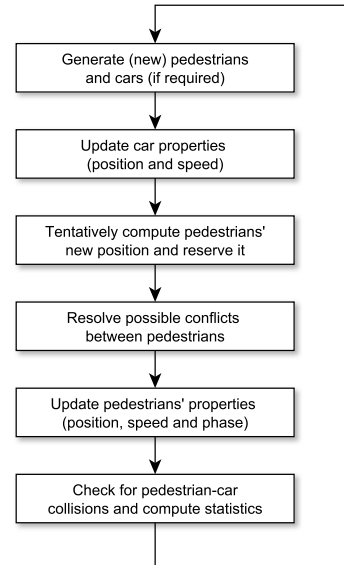 Generate (new) pedestrians
and cars (if required)
Update car properties
(position and speed)
Tentatively compute pedestrians'
new position and reserve it
Resolve possible conflicts
between pedestrians
Update pedestrians' properties
(position, speed and phase)
Check for pedestrian-car
collisions and compute statistics